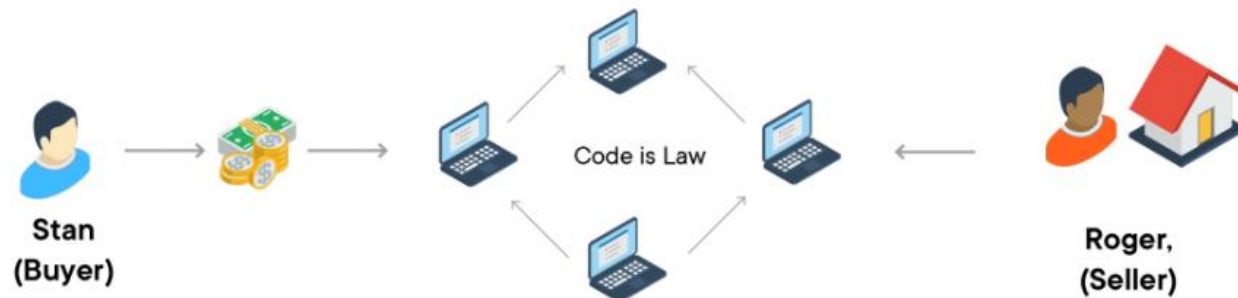 Code is Law
Stan
(Buyer)
Roger,
(Seller)